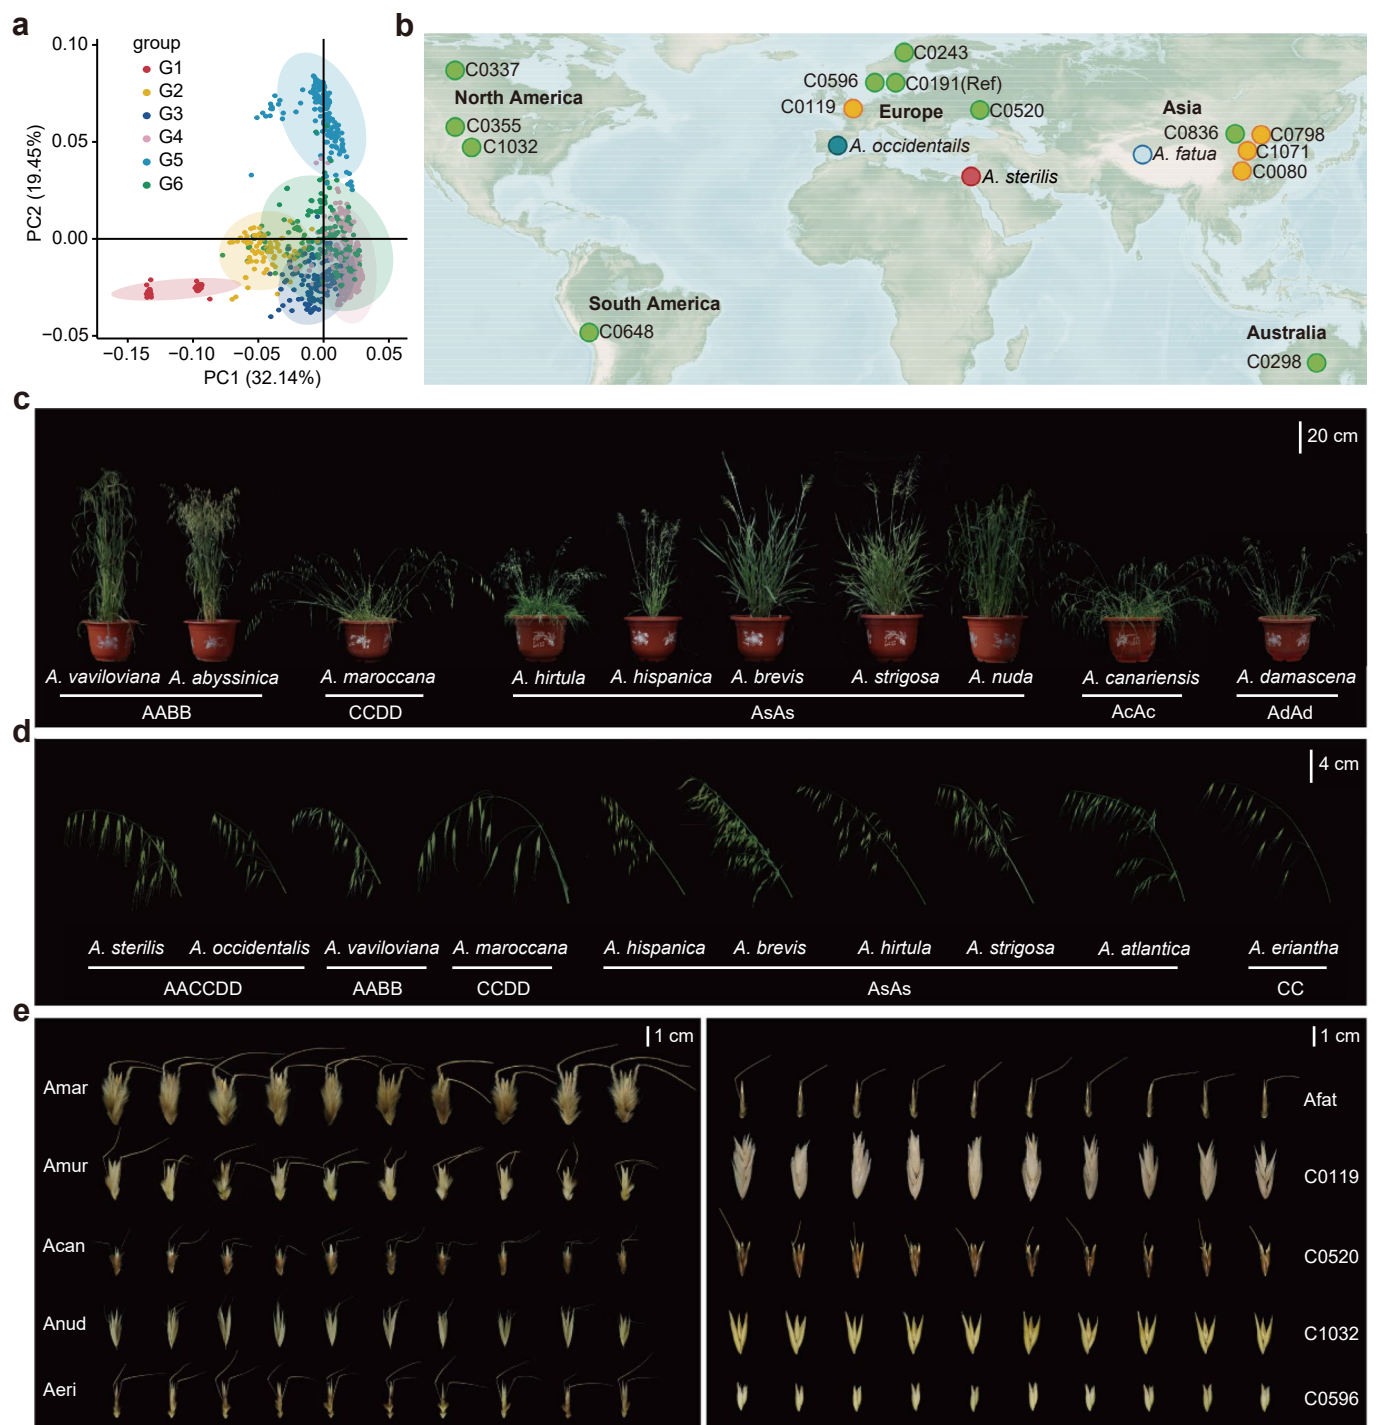 a
group
G1
G2
G3
G4
G5
G6
0.10
0.05
0.00
−0.05
PC2 (19.45%)
−0.15
−0.10
−0.05
0.00
0.05
PC1 (32.14%)
b
C0337
North America
C0355
C1032
C0243
C0596
C0191(Ref)
C0119
Europe
C0520
A. occidentails
A. sterilis
Asia
C0836
C0798
A. fatua
C1071
C0080
South America
C0648
Australia
C0298
c
20 cm
A. vaviloviana
A. abyssinica
A. maroccana
A. hirtula
A. hispanica
A. brevis
A. strigosa
A. nuda
A. canariensis
A. damascena
AABB
CCDD
AsAs
AcAc
AdAd
d
4 cm
A. sterilis
A. occidentalis
A. vaviloviana
A. maroccana
A. hispanica
A. brevis
A. hirtula
A. strigosa
A. atlantica
A. eriantha
AACCDD
AABB
CCDD
AsAs
CC
e
1 cm
Amar
Amur
Acan
Anud
Aeri
1 cm
Afat
C0119
C0520
C1032
C0596